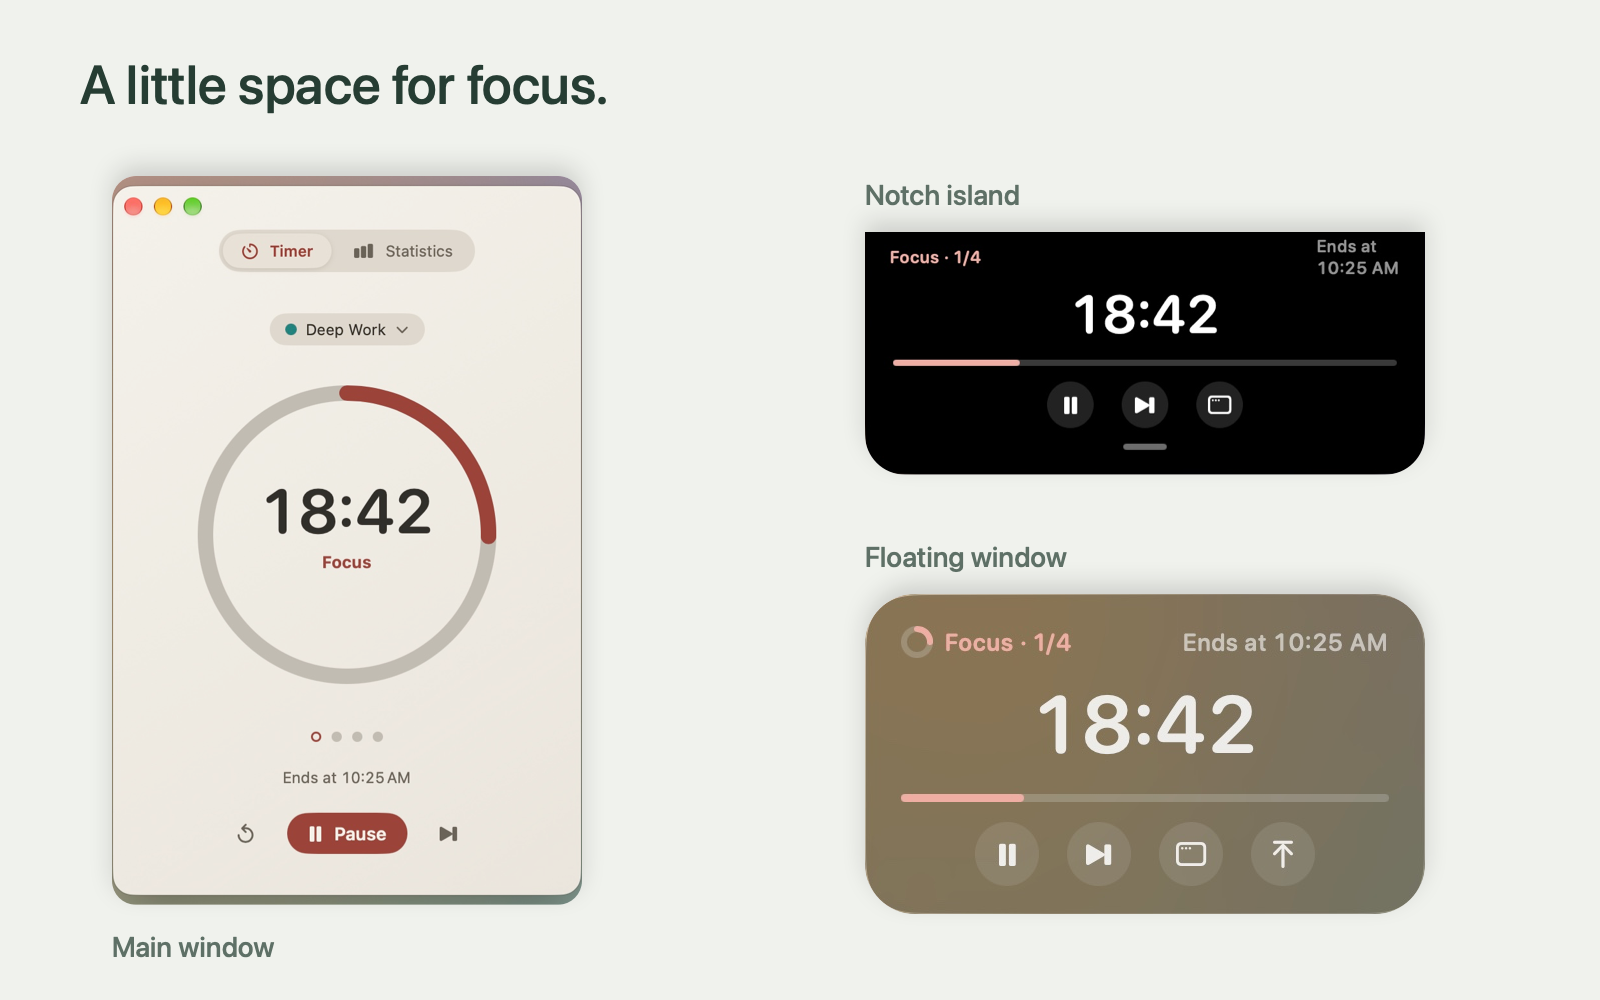 A little space for focus.
Timer
Statistics
Deep Work
18:42
Focus
Ends at 10:25 AM
Pause
Main window
Notch island
Focus · 1/4
Ends at
10:25 AM
18:42
Floating window
Focus · 1/4
Ends at 10:25 AM
18:42